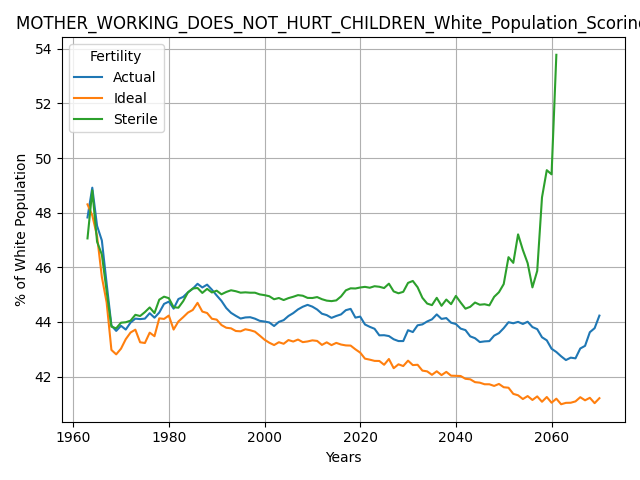 MOTHER_WORKING_DOES_NOT_HURT_CHILDREN_White_Population_Scoring
Fertility
Actual
Ideal
Sterile
% of White Population
54
52
50
48
46
44
42
1960
1980
2000
2020
2040
2060
Years